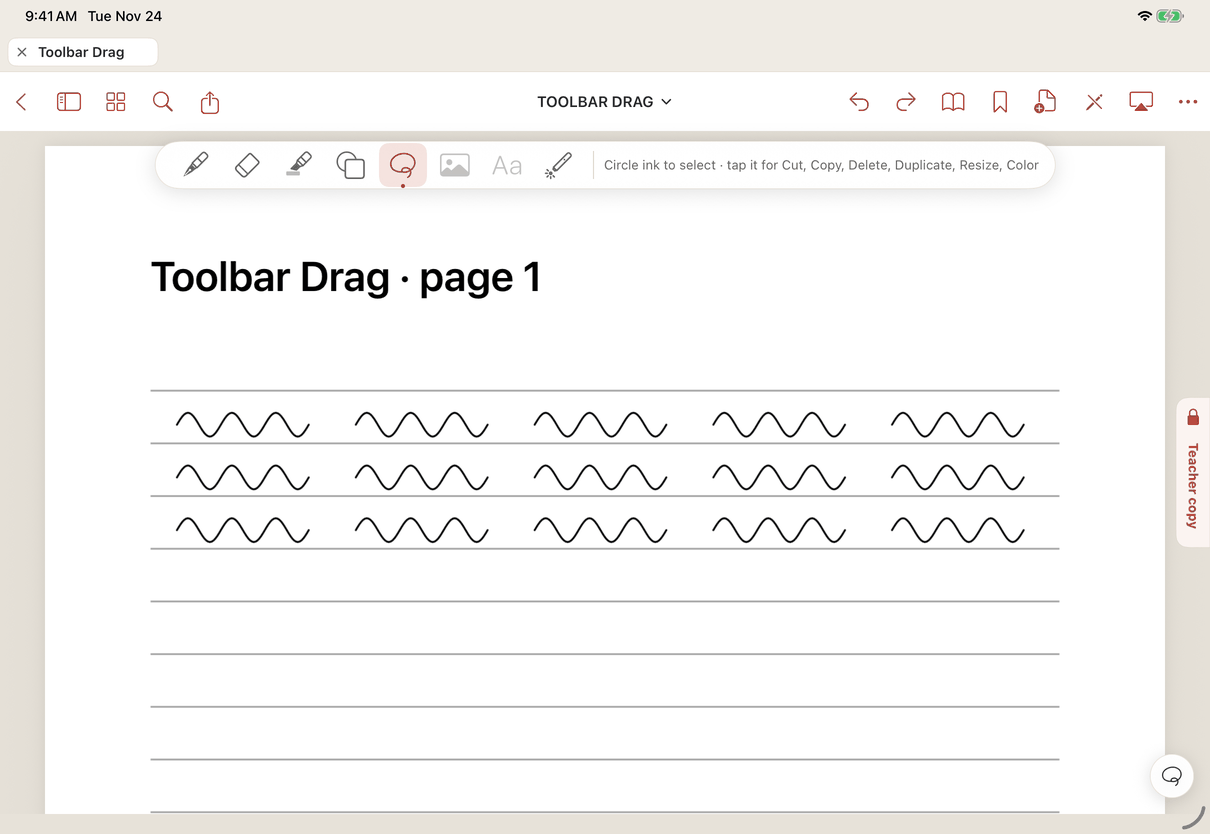 9:41 AM Tue Nov 24
Toolbar Drag
TOOLBAR DRAG
Aa
Circle ink to select · tap it for Cut, Copy, Delete, Duplicate, Resize, Color
Toolbar Drag · page 1
Teacher copy